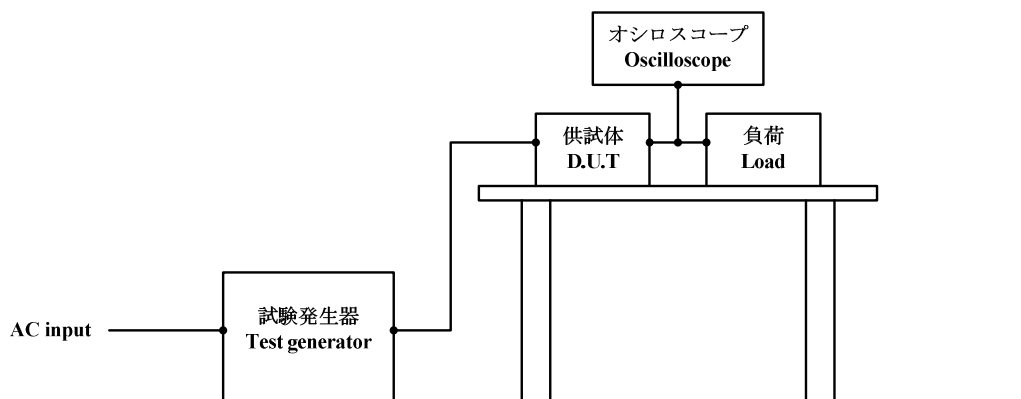 オシロスコープ
Oscilloscope
供試体
D.U.T
負荷
Load
試験発生器
Test generator
AC input